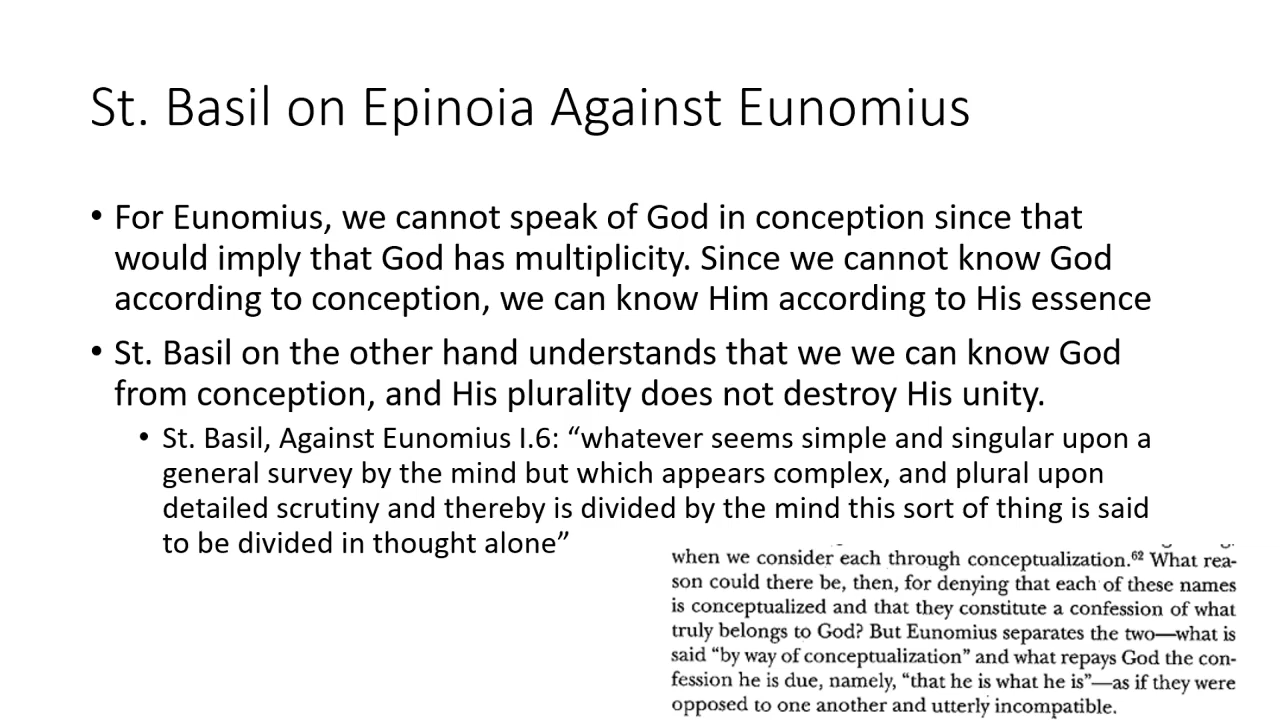 St. Basil on Epinoia Against Eunomius
• For Eunomius, we cannot speak of God in conception since that
would imply that God has multiplicity. Since we cannot know God
according to conception, we can know Him according to His essence
• St. Basil on the other hand understands that we we can know God
from conception, and His plurality does not destroy His unity.
• St. Basil, Against Eunomius I.6: “whatever seems simple and singular upon a
general survey by the mind but which appears complex, and plural upon
detailed scrutiny and thereby is divided by the mind this sort of thing is said
to be divided in thought alone”
when we consider each through conceptualization.⁶² What rea-
son could there be, then, for denying that each of these names
is conceptualized and that they constitute a confession of what
truly belongs to God? But Eunomius separates the two—what is
said “by way of conceptualization” and what repays God the con-
fession he is due, namely, “that he is what he is”—as if they were
opposed to one another and utterly incompatible.